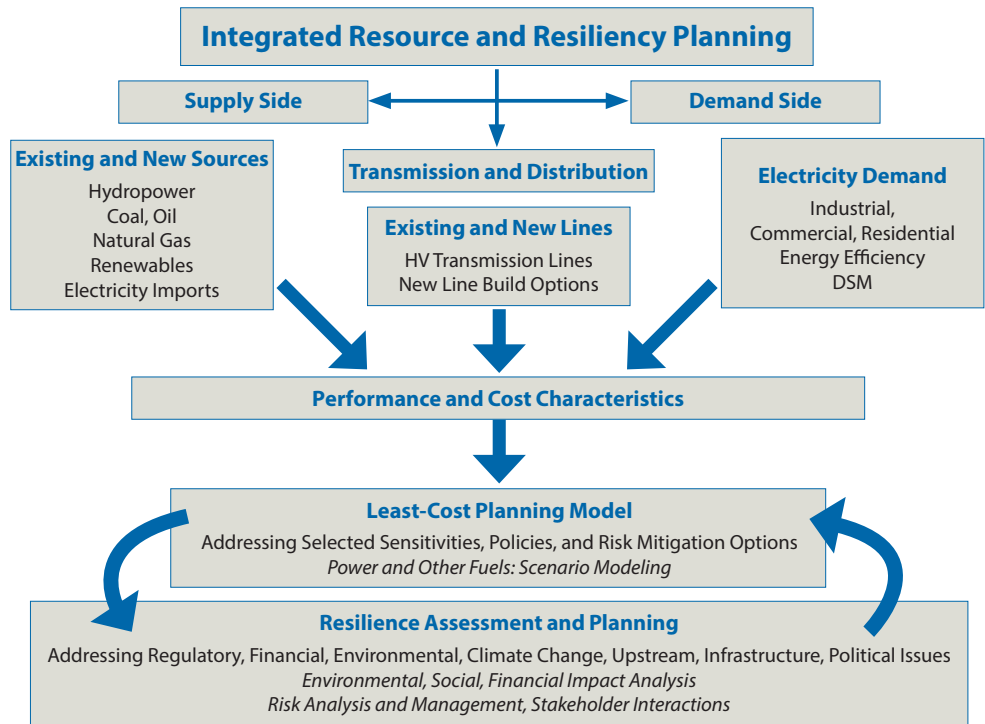 Integrated Resource and Resiliency Planning
Supply Side
Demand Side
Existing and New Sources
Hydropower
Coal, Oil
Natural Gas
Renewables
Electricity Imports
Transmission and Distribution
Existing and New Lines
HV Transmission Lines
New Line Build Options
Electricity Demand
Industrial,
Commercial, Residential
Energy Efficiency
DSM
Performance and Cost Characteristics
Least-Cost Planning Model
Addressing Selected Sensitivities, Policies, and Risk Mitigation Options
Power and Other Fuels: Scenario Modeling
Resilience Assessment and Planning
Addressing Regulatory, Financial, Environmental, Climate Change, Upstream, Infrastructure, Political Issues
Environmental, Social, Financial Impact Analysis
Risk Analysis and Management, Stakeholder Interactions